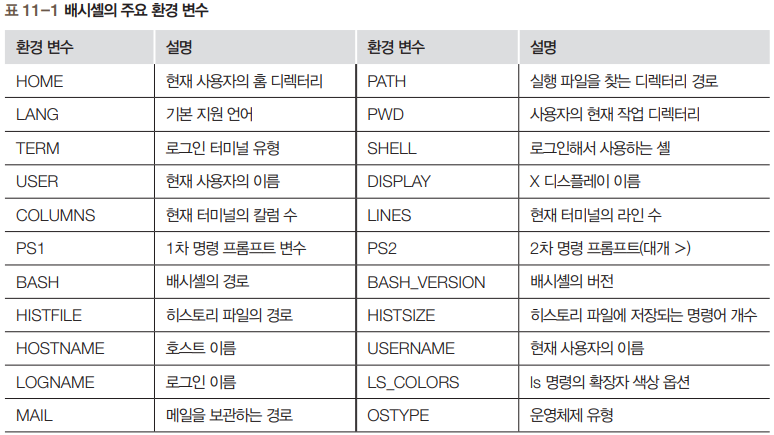 표 11-1 배시셸의 주요 환경 변수
환경 변수 설명 환경 변수 설명
HOME 현재 사용자의 홈 디렉터리 PATH 실행 파일을 찾는 디렉터리 경로
LANG 기본 지원 언어 PWD 사용자의 현재 작업 디렉터리
TERM 로그인 터미널 유형 SHELL 로그인해서 사용하는 셸
USER 현재 사용자의 이름 DISPLAY X 디스플레이 이름
COLUMNS 현재 터미널의 칼럼 수 LINES 현재 터미널의 라인 수
PS1 1차 명령 프롬프트 변수 PS2 2차 명령 프롬프트(대개 >)
BASH 배시셸의 경로 BASH_VERSION 배시셸의 버전
HISTFILE 히스토리 파일의 경로 HISTSIZE 히스토리 파일에 저장되는 명령어 개수
HOSTNAME 호스트 이름 USERNAME 현재 사용자의 이름
LOGNAME 로그인 이름 LS_COLORS ls 명령의 확장자 색상 옵션
MAIL 메일을 보관하는 경로 OSTYPE 운영체제 유형